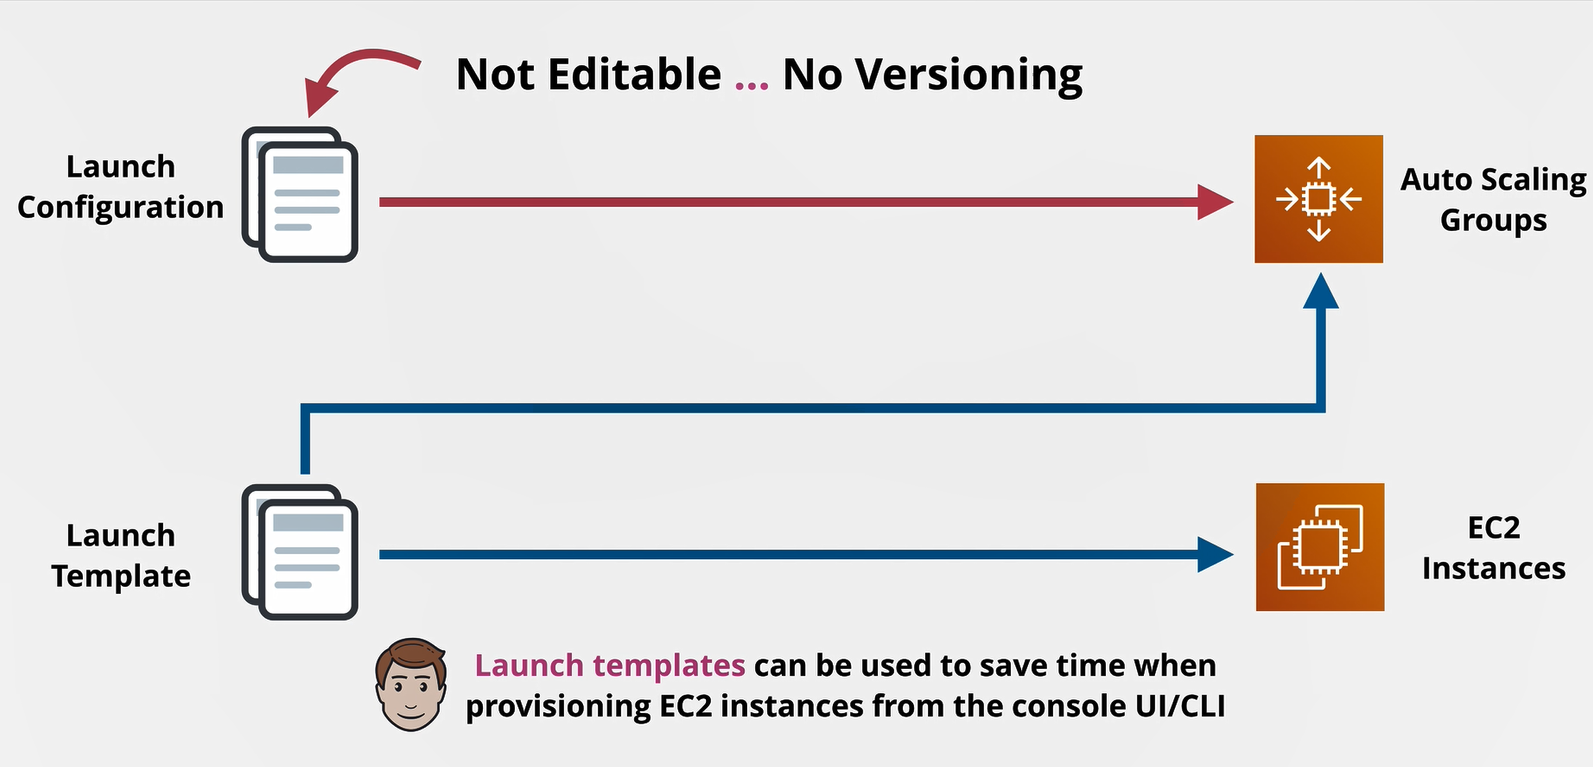 Not Editable ... No Versioning
Launch
Configuration
Auto Scaling
Groups
Launch
Template
EC2
Instances
Launch templates can be used to save time when
provisioning EC2 instances from the console UI/CLI